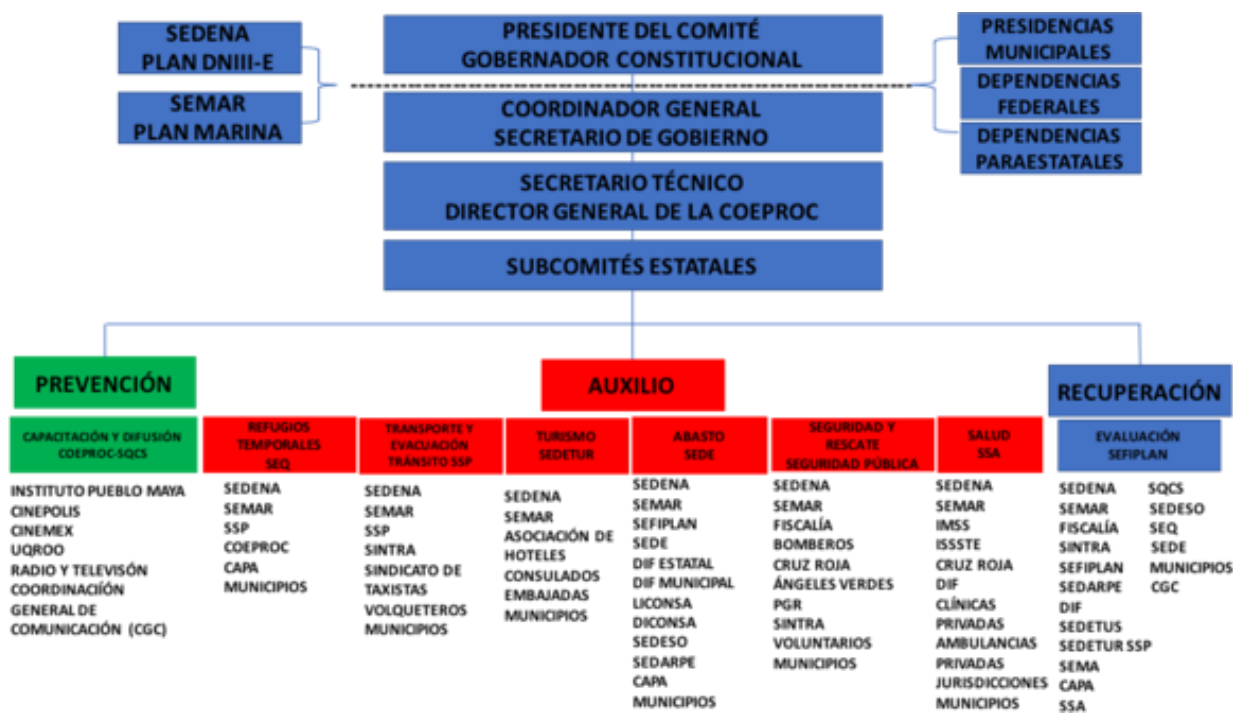 SEDENA
PLAN DNIII-E
SEMAR
PLAN MARINA
PRESIDENTE DEL COMITÉ
GOBERNADOR CONSTITUCIONAL
COORDINADOR GENERAL
SECRETARIO DE GOBIERNO
SECRETARIO TÉCNICO
DIRECTOR GENERAL DE LA COEPROC
SUBCOMITÉS ESTATALES
PRESIDENCIAS
MUNICIPALES
DEPENDENCIAS
FEDERALES
DEPENDENCIAS
PARAESTATALES
PREVENCIÓN
CAPACITACIÓN Y DIFUSIÓN
COEPROC-SQCS
INSTITUTO PUEBLO MAYA
CINEPOLIS
CINEMEX
UQROO
RADIO Y TELEVISÓN
COORDINACIÍÓN
GENERAL DE
COMUNICACIÓN (CGC)
AUXILIO
REFUGIOS
TEMPORALES
SEQ
SEDENA
SEMAR
SSP
COEPROC
CAPA
MUNICIPIOS
TRANSPORTE Y
EVACUACIÓN
TRÁNSITO SSP
SEDENA
SEMAR
SSP
SINTRA
SINDICATO DE
TAXISTAS
VOLQUETEROS
MUNICIPIOS
TURISMO
SEDETUR
SEDENA
SEMAR
ASOCIACIÓN DE
HOTELES
CONSULADOS
EMBAJADAS
MUNICIPIOS
ABASTO
SEDE
SEDENA
SEMAR
SEFIPLAN
SEDE
DIF ESTATAL
DIF MUNICIPAL
LICONSA
DICONSA
SEDESO
SEDARPE
CAPA
MUNICIPIOS
SEGURIDAD Y
RESCATE
SEGURIDAD PÚBLICA
SEDENA
SEMAR
FISCALÍA
BOMBEROS
CRUZ ROJA
ÁNGELES VERDES
PGR
SINTRA
VOLUNTARIOS
MUNICIPIOS
SALUD
SSA
SEDENA
SEMAR
IMSS
ISSSTE
CRUZ ROJA
DIF
CLÍNICAS
PRIVADAS
AMBULANCIAS
PRIVADAS
JURISDICCIONES
MUNICIPIOS
RECUPERACIÓN
EVALUACIÓN
SEFIPLAN
SEDENA
SEMAR
FISCALÍA
SINTRA
SEFIPLAN
SEDARPE
DIF
SEDETUS
SEDETUR SSP
SEMA
CAPA
SSA
SQCS
SEDESO
SEQ
SEDE
MUNICIPIOS
CGC